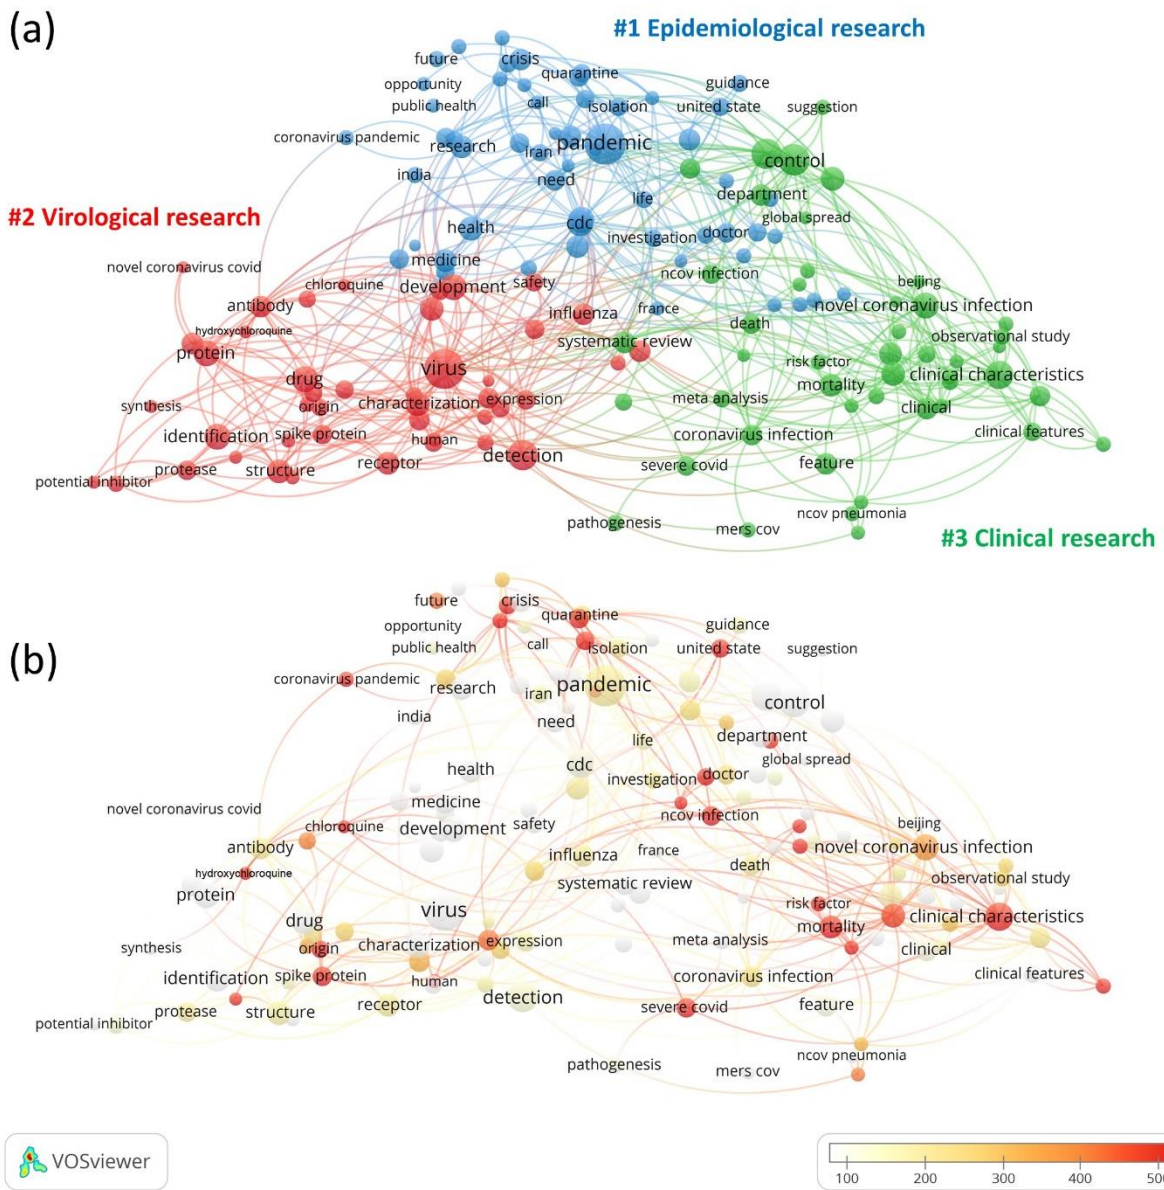 (a)
#1 Epidemiological research
future
crisis
quarantine
opportunity
guidance
public health
call
isolation
united state
suggestion
coronavirus pandemic
research
iran
pandemic
control
india
need
life
department
#2 Virological research
health
cdc
investigation
doctor
global spread
novel coronavirus covid
medicine
ncov infection
chloroquine
development
safety
beijing
antibody
influenza
france
novel coronavirus infection
hydroxychloroquine
death
observational study
protein
systematic review
virus
risk factor
drug
mortality
clinical characteristics
synthesis
origin
characterization
expression
meta analysis
clinical
identification
spike protein
human
coronavirus infection
clinical features
protease
structure
receptor
detection
severe covid
feature
potential inhibitor
pathogenesis
mers cov
ncov pneumonia
#3 Clinical research
(b)
future
crisis
quarantine
opportunity
guidance
public health
call
isolation
united state
suggestion
coronavirus pandemic
research
iran
pandemic
control
india
need
life
department
health
cdc
investigation
doctor
global spread
novel coronavirus covid
medicine
ncov infection
chloroquine
development
safety
beijing
antibody
influenza
france
novel coronavirus infection
hydroxychloroquine
death
observational study
protein
systematic review
virus
risk factor
drug
mortality
clinical characteristics
synthesis
origin
characterization
expression
meta analysis
clinical
identification
spike protein
human
coronavirus infection
clinical features
protease
structure
receptor
detection
severe covid
feature
potential inhibitor
pathogenesis
mers cov
ncov pneumonia
VOSviewer
100 200 300 400